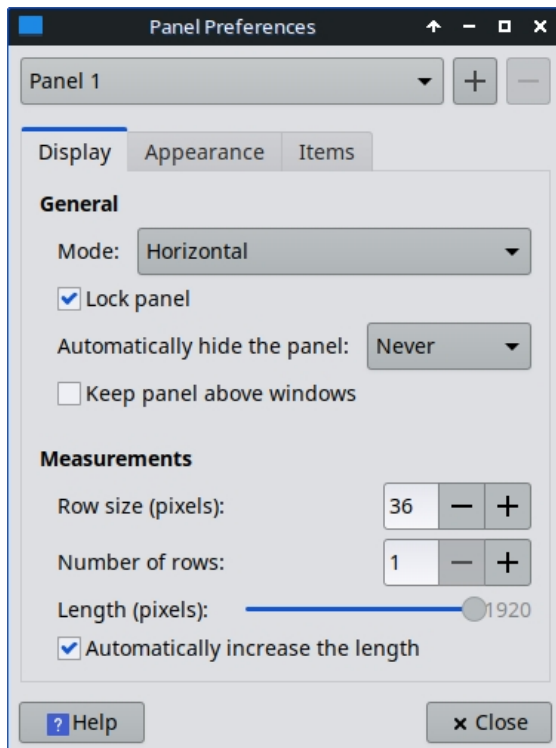 Panel Preferences
Panel 1
Display Appearance Items
General
Mode: Horizontal
Lock panel
Automatically hide the panel: Never
Keep panel above windows
Measurements
Row size (pixels): 36
Number of rows: 1
Length (pixels): 1920
Automatically increase the length
? Help × Close